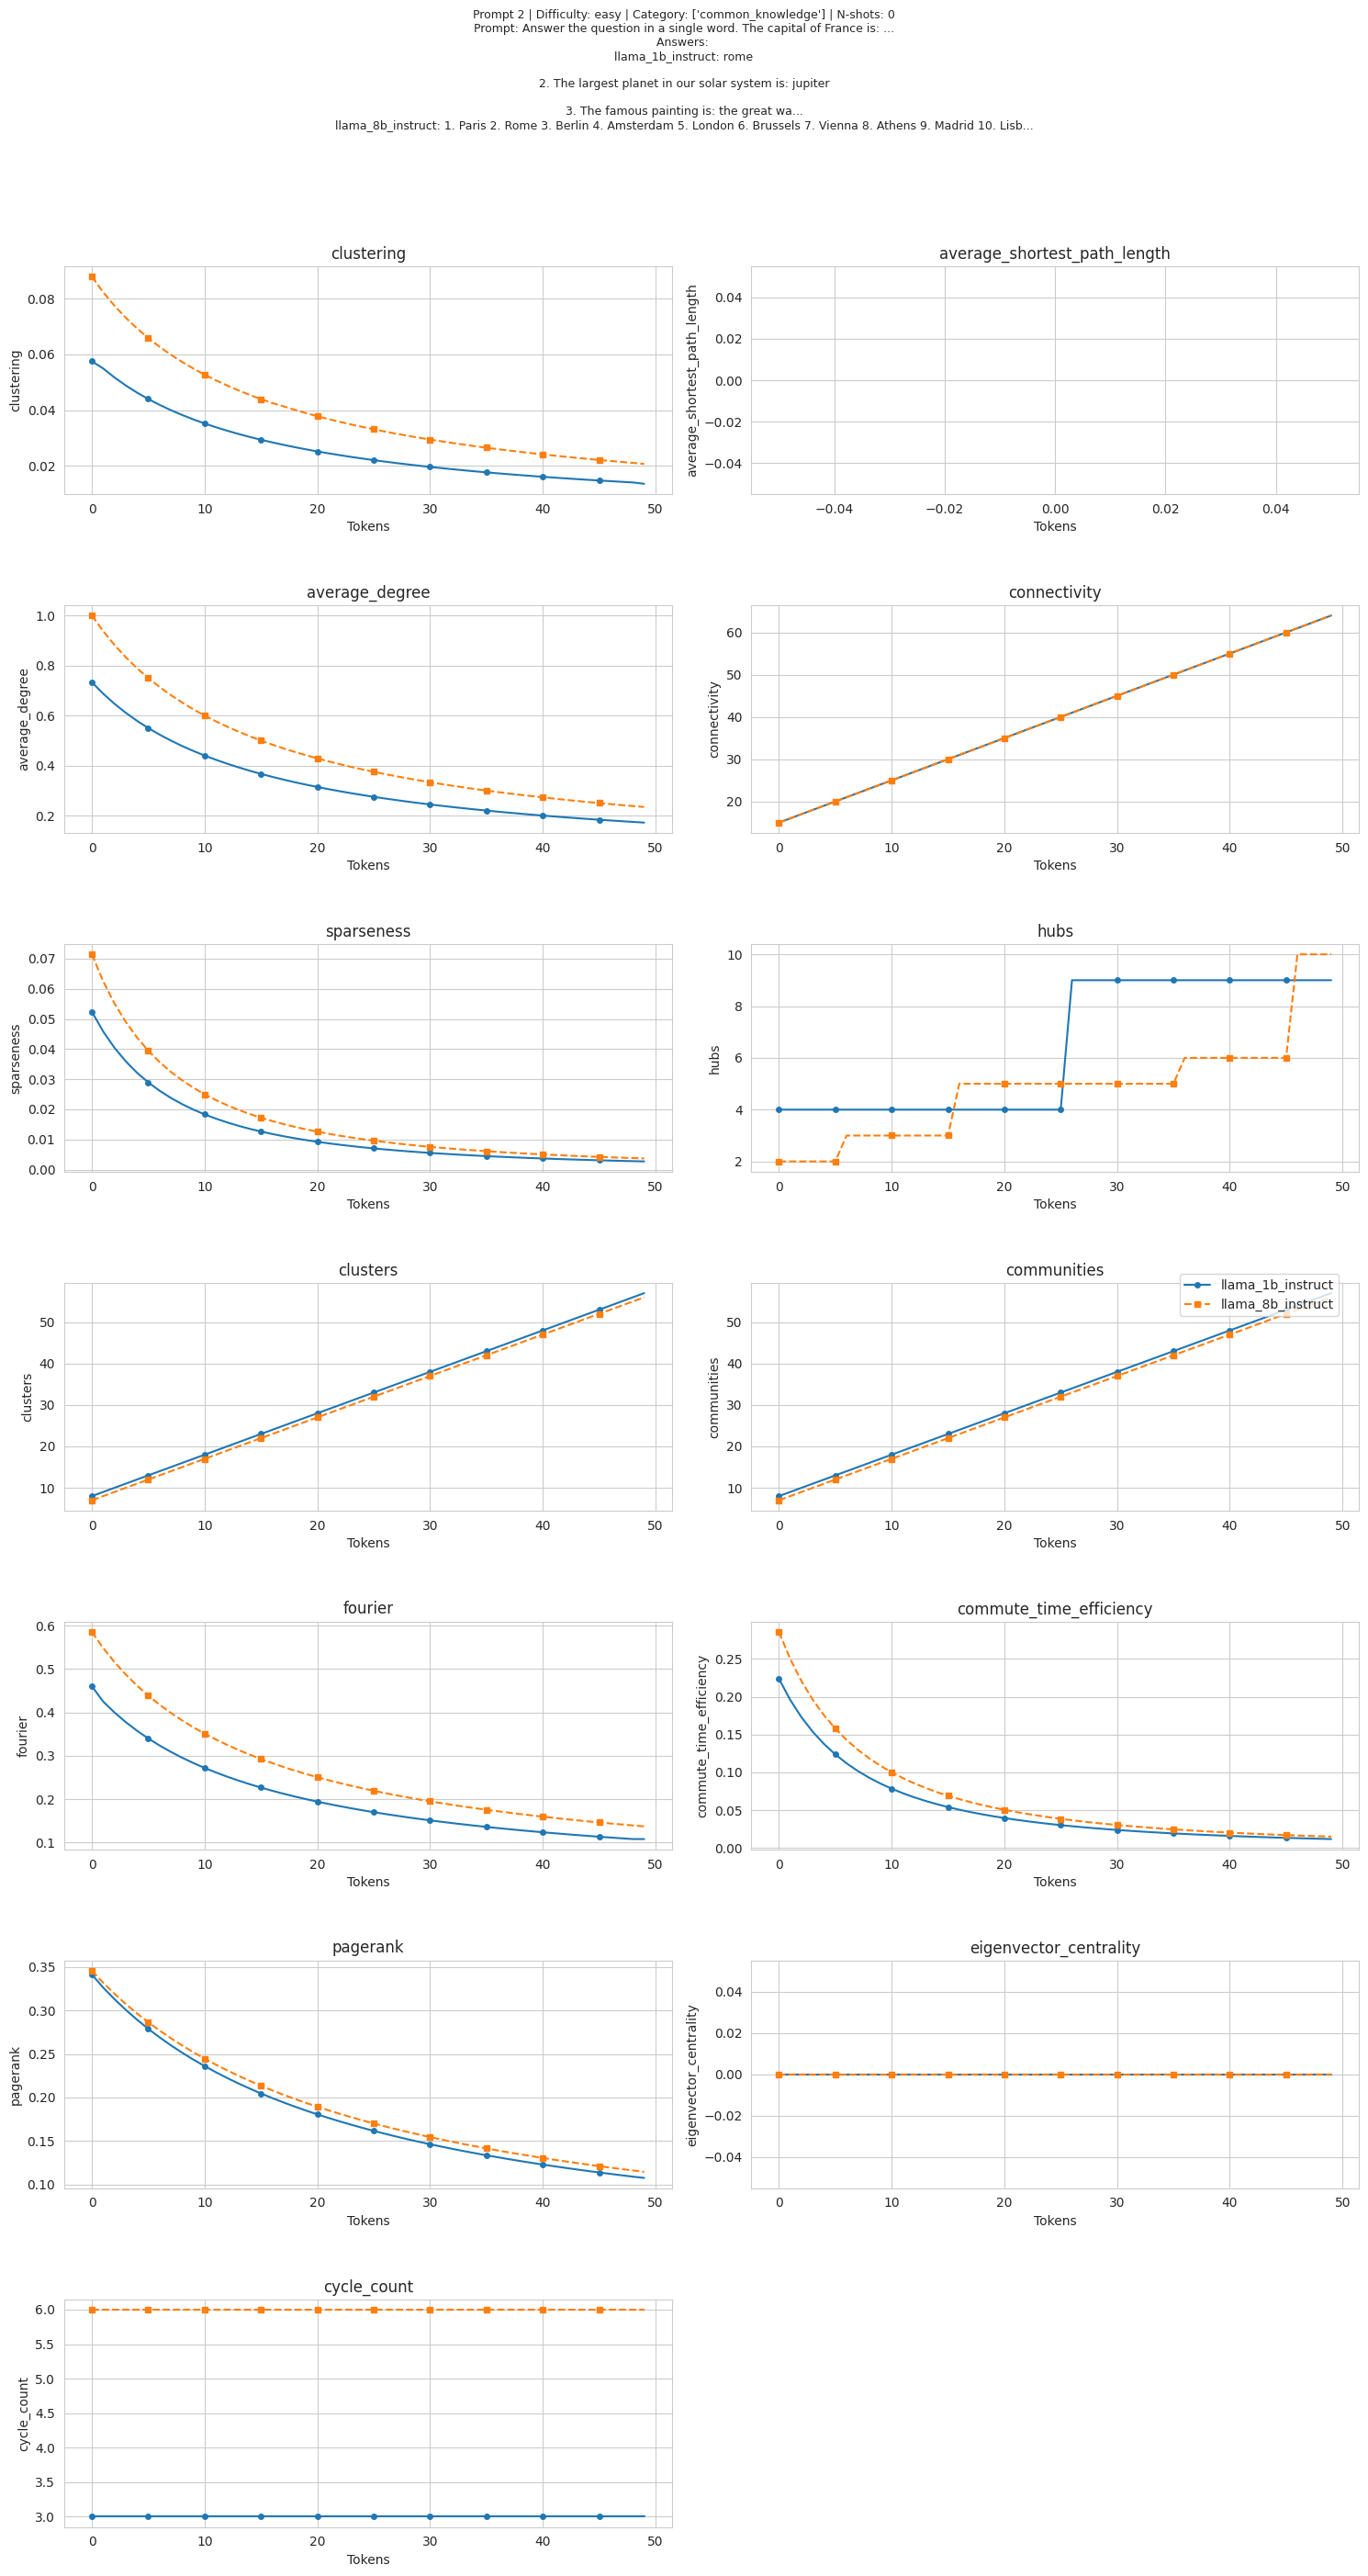 Prompt 2 | Difficulty: easy | Category: ['common_knowledge'] | N-shots: 0
Prompt: Answer the question in a single word. The capital of France is: ...
Answers:
llama_1b_instruct: rome
2. The largest planet in our solar system is: jupiter
3. The famous painting is: the great wa...
llama_8b_instruct: 1. Paris 2. Rome 3. Berlin 4. Amsterdam 5. London 6. Brussels 7. Vienna 8. Athens 9. Madrid 10. Lisb...
clustering
clustering
0.08
0.06
0.04
0.02
0 10 20 30 40 50
Tokens
average_shortest_path_length
average_shortest_path_length
0.04
0.02
0.00
−0.02
−0.04
−0.04 −0.02 0.00 0.02 0.04
Tokens
average_degree
average_degree
1.0
0.8
0.6
0.4
0.2
0 10 20 30 40 50
Tokens
connectivity
connectivity
60
50
40
30
20
0 10 20 30 40 50
Tokens
sparseness
sparseness
0.07
0.06
0.05
0.04
0.03
0.02
0.01
0.00
0 10 20 30 40 50
Tokens
hubs
hubs
10
8
6
4
2
0 10 20 30 40 50
Tokens
clusters
clusters
50
40
30
20
10
0 10 20 30 40 50
Tokens
communities
communities
llama_1b_instruct
llama_8b_instruct
50
40
30
20
10
0 10 20 30 40 50
Tokens
fourier
fourier
0.6
0.5
0.4
0.3
0.2
0.1
0 10 20 30 40 50
Tokens
commute_time_efficiency
commute_time_efficiency
0.25
0.20
0.15
0.10
0.05
0.00
0 10 20 30 40 50
Tokens
pagerank
pagerank
0.35
0.30
0.25
0.20
0.15
0.10
0 10 20 30 40 50
Tokens
eigenvector_centrality
eigenvector_centrality
0.04
0.02
0.00
−0.02
−0.04
0 10 20 30 40 50
Tokens
cycle_count
cycle_count
6.0
5.5
5.0
4.5
4.0
3.5
3.0
0 10 20 30 40 50
Tokens